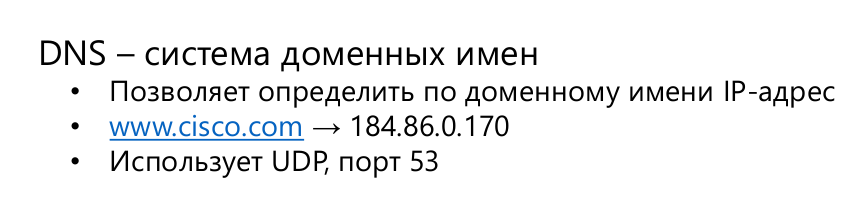 DNS – система доменных имен
• Позволяет определить по доменному имени IP-адрес
• www.cisco.com → 184.86.0.170
• Использует UDP, порт 53